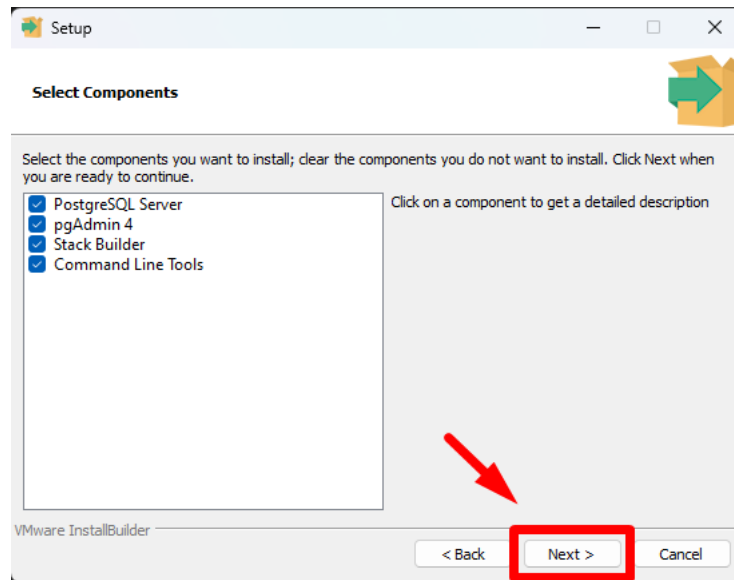 Setup
Select Components
Select the components you want to install; clear the components you do not want to install. Click Next when
you are ready to continue.
PostgreSQL Server
pgAdmin 4
Stack Builder
Command Line Tools
Click on a component to get a detailed description
VMware InstallBuilder
< Back
Next >
Cancel